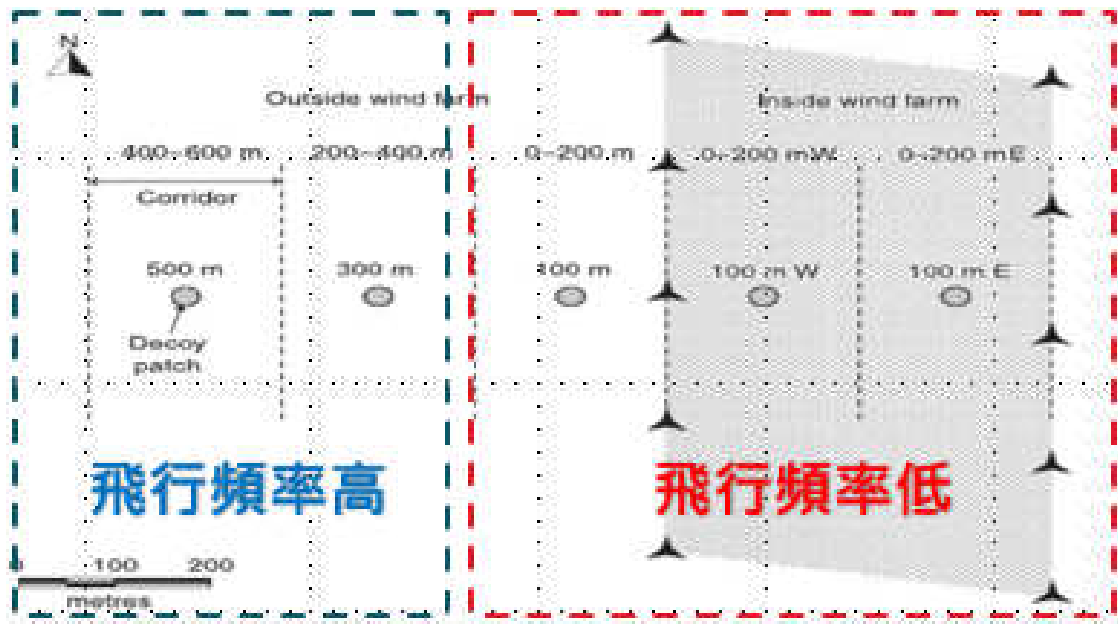 N
Outside wind farm
Inside wind farm
400–600 m
200–400 m
0–200 m
0–200 mW
0–200 mE
Corridor
500 m
300 m
100 m
100 m W
100 m E
Decoy
patch
飛行頻率高
飛行頻率低
0 100 200
metres